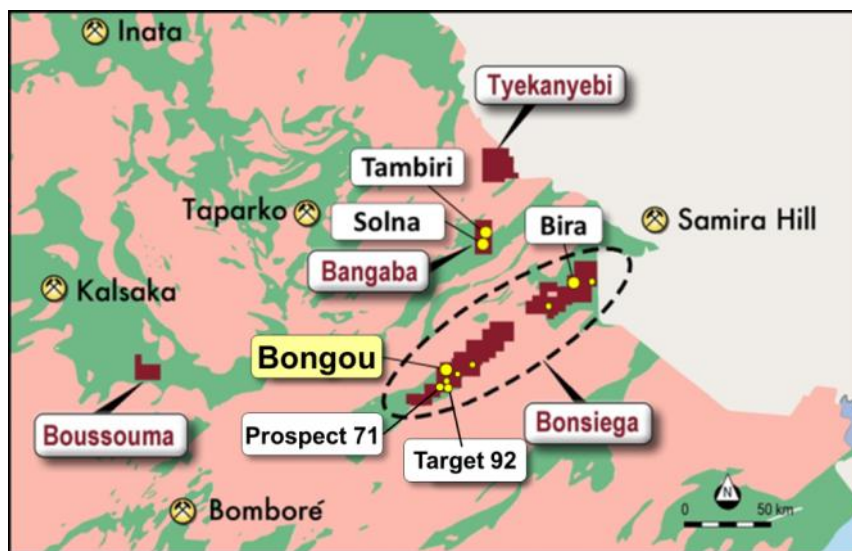 Inata
Tyekanyebi
Tambiri
Taparko
Solna
Bira
Samira Hill
Bangaba
Kalsaka
Bongou
Boussouma
Bonsiega
Prospect 71
Target 92
Bomboré
N
0 50 km